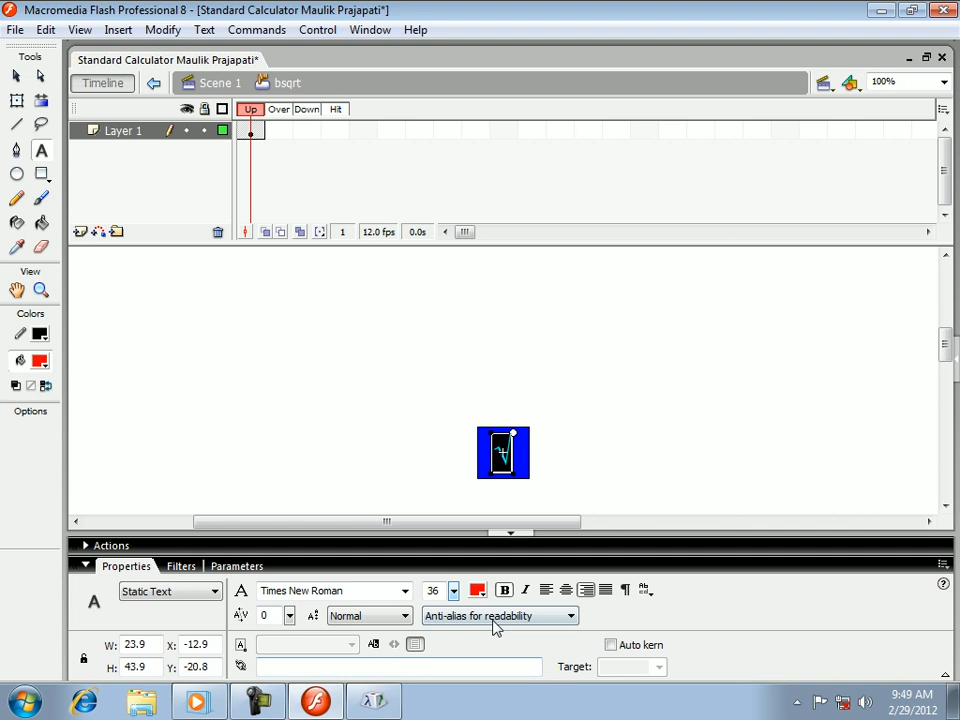 Macromedia Flash Professional 8 - [Standard Calculator Maulik Prajapati*]
File Edit View Insert Modify Text Commands Control Window Help
Tools
Standard Calculator Maulik Prajapati*
Timeline Scene 1 bsqrt 100%
Up Over Down Hit
Layer 1
1 12.0 fps 0.0s
View
Colors
Options
√
Actions
Properties Filters Parameters
Static Text A Times New Roman 36 B I
A 0 Normal Anti-alias for readability
W: 23.9 X: -12.9 Auto kern
H: 43.9 Y: -20.8 Target:
9:49 AM
2/29/2012